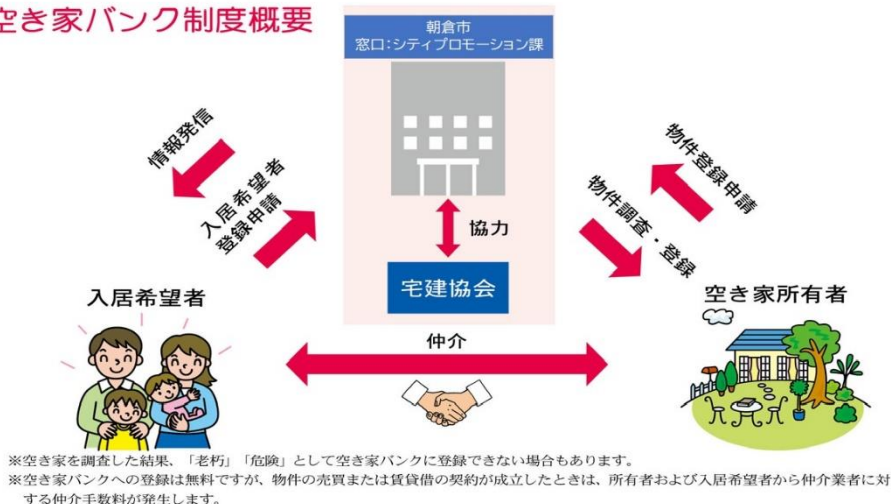 空き家バンク制度概要
朝倉市
窓口：シティプロモーション課
情報発信
入居希望者
登録申請
物件登録申請
物件調査・登録
協力
宅建協会
入居希望者
空き家所有者
仲介
※空き家を調査した結果、「老朽」「危険」として空き家バンクに登録できない場合もあります。
※空き家バンクへの登録は無料ですが、物件の売買または賃貸借の契約が成立したときは、所有者および入居希望者から仲介業者に対
する仲介手数料が発生します。